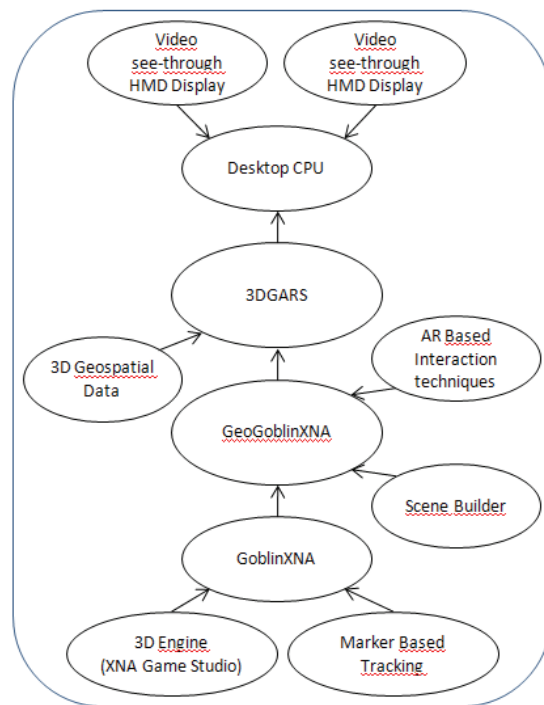 Video
see-through
HMD Display
Video
see-through
HMD Display
Desktop CPU
3DGARS
3D Geospatial
Data
AR Based
Interaction
techniques
GeoGoblinXNA
Scene Builder
GoblinXNA
3D Engine
(XNA Game Studio)
Marker Based
Tracking